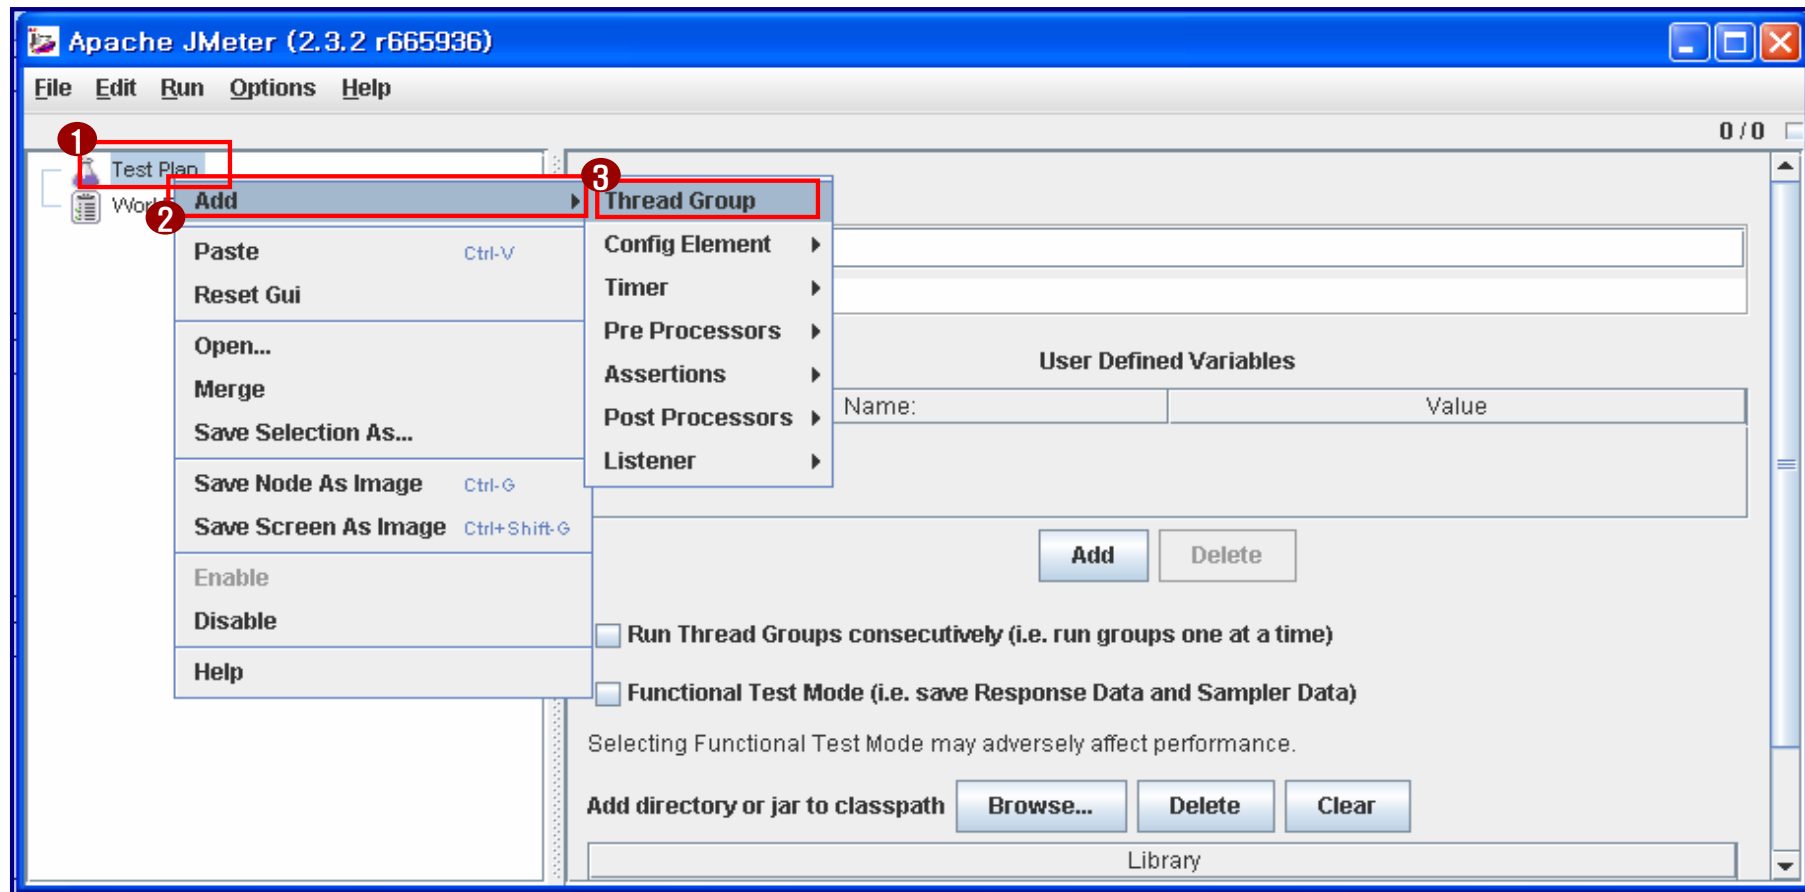 Apache JMeter (2.3.2 r665936)
File Edit Run Options Help
0 / 0
1
Test Plan
2
Add
3
Thread Group
Paste Ctrl-V
Reset Gui
Open...
Merge
Save Selection As...
Save Node As Image Ctrl-G
Save Screen As Image Ctrl+Shift-G
Enable
Disable
Help
Config Element
Timer
Pre Processors
Assertions
Post Processors
Listener
User Defined Variables
Name: Value
Add Delete
Run Thread Groups consecutively (i.e. run groups one at a time)
Functional Test Mode (i.e. save Response Data and Sampler Data)
Selecting Functional Test Mode may adversely affect performance.
Add directory or jar to classpath Browse... Delete Clear
Library